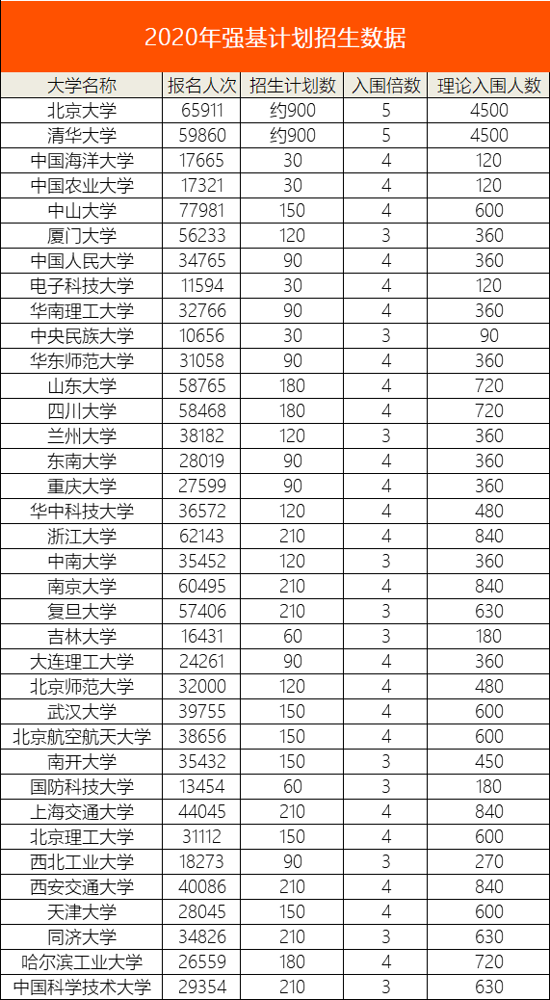 2020年强基计划招生数据
大学名称 报名人次 招生计划数 入围倍数 理论入围人数
北京大学 65911 约900 5 4500
清华大学 59860 约900 5 4500
中国海洋大学 17665 30 4 120
中国农业大学 17321 30 4 120
中山大学 77981 150 4 600
厦门大学 56233 120 3 360
中国人民大学 34765 90 4 360
电子科技大学 11594 30 4 120
华南理工大学 32766 90 4 360
中央民族大学 10656 30 3 90
华东师范大学 31058 90 4 360
山东大学 58765 180 4 720
四川大学 58468 180 4 720
兰州大学 38182 120 3 360
东南大学 28019 90 4 360
重庆大学 27599 90 4 360
华中科技大学 36572 120 4 480
浙江大学 62143 210 4 840
中南大学 35452 120 3 360
南京大学 60495 210 4 840
复旦大学 57406 210 3 630
吉林大学 16431 60 3 180
大连理工大学 24261 90 4 360
北京师范大学 32000 120 4 480
武汉大学 39755 150 4 600
北京航空航天大学 38656 150 4 600
南开大学 35432 150 3 450
国防科技大学 13454 60 3 180
上海交通大学 44045 210 4 840
北京理工大学 31112 150 4 600
西北工业大学 18273 90 3 270
西安交通大学 40086 210 4 840
天津大学 28045 150 4 600
同济大学 34826 210 3 630
哈尔滨工业大学 26559 180 4 720
中国科学技术大学 29354 210 3 630